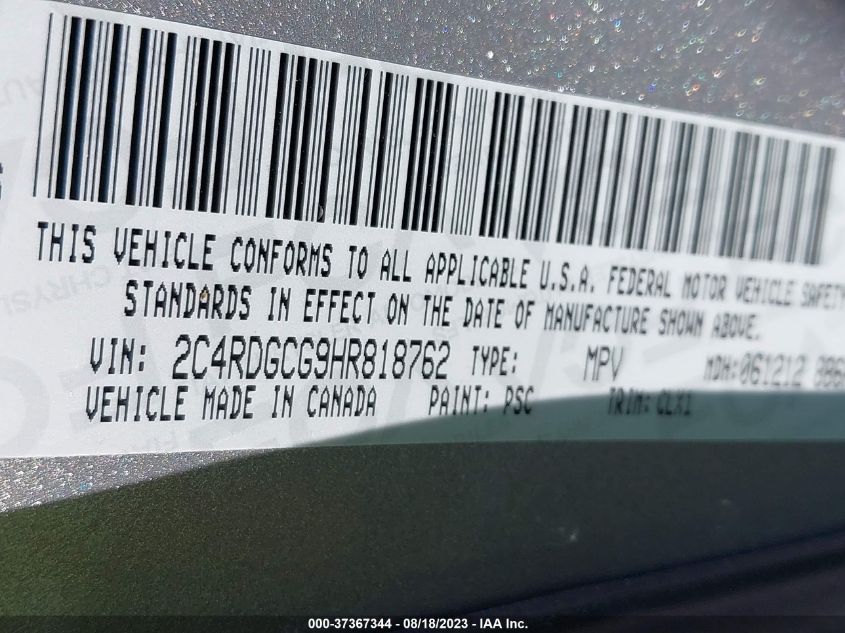 THIS VEHICLE CONFORMS TO ALL APPLICABLE U.S.A. FEDERAL MOTOR VEHICLE SAFETY
STANDARDS IN EFFECT ON THE DATE OF MANUFACTURE SHOWN ABOVE.
VIN: 2C4RDGCG9HR818762 TYPE: MPV MDH: 061212
VEHICLE MADE IN CANADA PAINT: PSC TRIM:
000-37367344 / 08/18/2023 - IAA Inc.